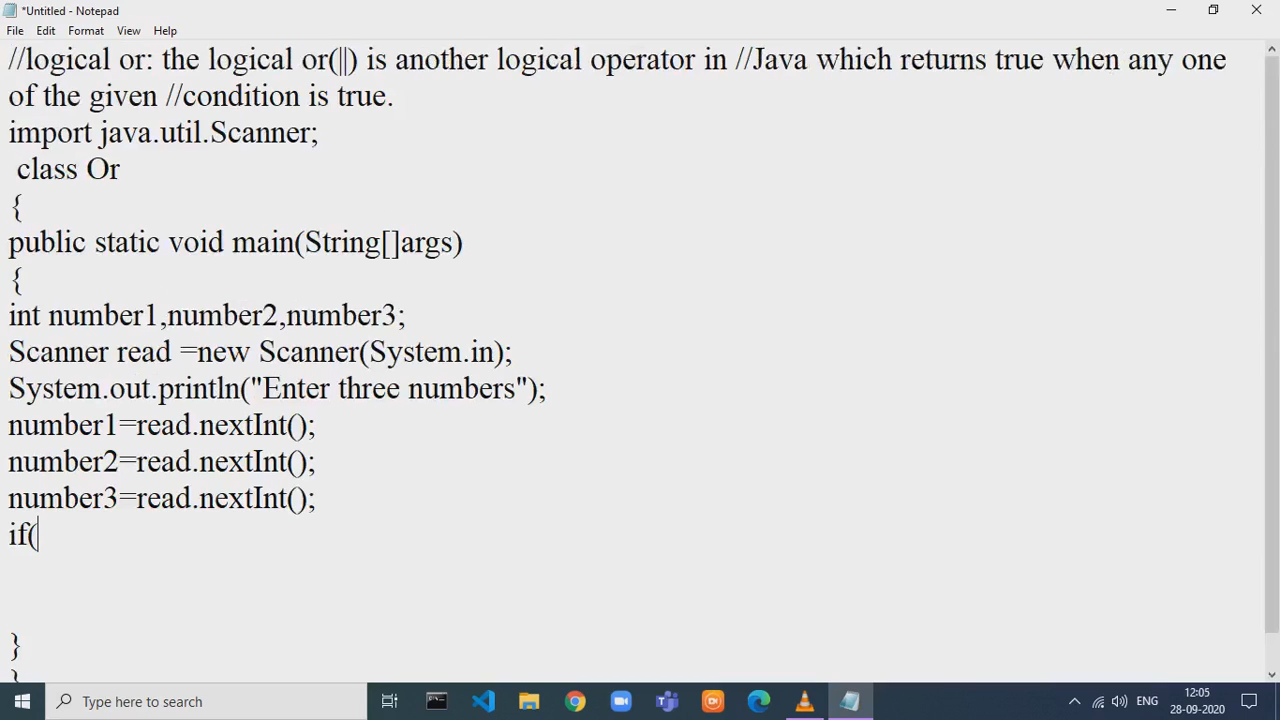 *Untitled - Notepad
File Edit Format View Help
//logical or: the logical or(||) is another logical operator in //Java which returns true when any one
of the given //condition is true.
import java.util.Scanner;
class Or
{
public static void main(String[]args)
{
int number1,number2,number3;
Scanner read =new Scanner(System.in);
System.out.println("Enter three numbers");
number1=read.nextInt();
number2=read.nextInt();
number3=read.nextInt();
if(
}
}
Type here to search
ENG
12:05
28-09-2020